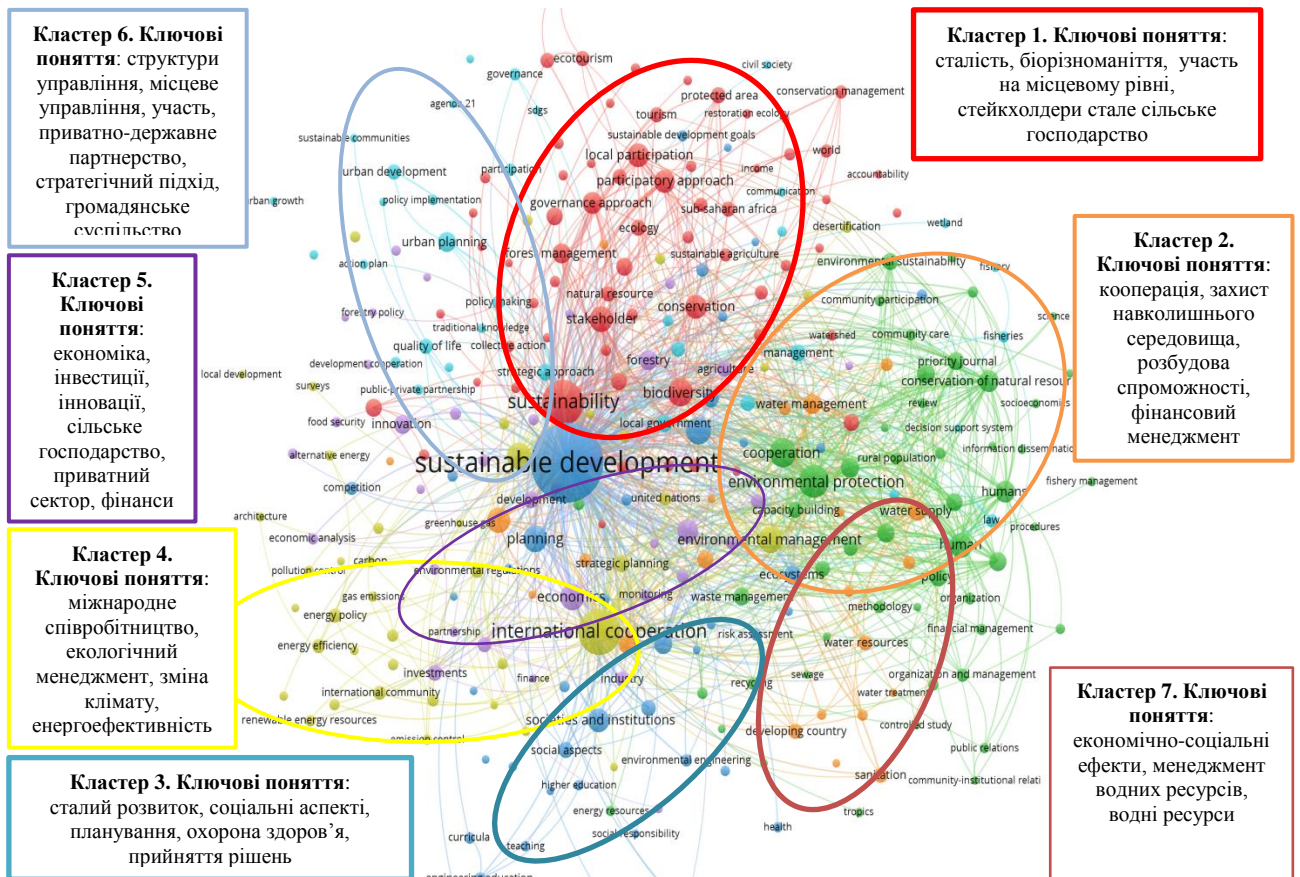 Кластер 6. Ключові
поняття: структури
управління, місцеве
управління, участь,
приватно-державне
партнерство,
стратегічний підхід,
громадянське
суспільство
Кластер 5.
Ключові
поняття:
економіка,
інвестиції,
інновації,
сільське
господарство,
приватний
сектор, фінанси
Кластер 4.
Ключові поняття:
міжнародне
співробітництво,
екологічний
менеджмент, зміна
клімату,
енергоефективність
Кластер 3. Ключові поняття:
сталий розвиток, соціальні аспекті,
планування, охорона здоров’я,
прийняття рішень
Кластер 1. Ключові поняття:
сталість, біорізноманіття, участь
на місцевому рівні,
стейкхолдери стале сільське
господарство
Кластер 2.
Ключові поняття:
кооперація, захист
навколишнього
середовища,
розбудова
спроможності,
фінансовий
менеджмент
Кластер 7. Ключові
поняття:
економічно-соціальні
ефекти, менеджмент
водних ресурсів,
водні ресурси
ecotourism
governance
civil society
agenda 21
sdgs
protected area
conservation management
tourism
restoration ecology
sustainable communities
sustainable development goals
local participation
world
participation
urban development
income
participatory approach
accountability
communication
policy implementation
rban growth
governance approach
sub-saharan africa
wetland
ecology
desertification
urban planning
forest management
sustainable agriculture
environmental sustainability
action plan
fishery
natural resource
community participation
policy making
conservation
forestry policy
stakeholder
science
traditional knowledge
watershed
community care
fisheries
quality of life
collective action
management
forestry
priority journal
development cooperation
agriculture
local development
strategic approach
surveys
conservation of natural resour
public-private partnership
biodiversity
sustainability
water management
review
socioeconomics
food security
innovation
local government
decision support system
alternative energy
cooperation
information disseminatio
sustainable development
rural population
environmental protection
competition
fishery management
development
united nations
humans
capacity building
water supply
architecture
greenhouse gas
law
procedures
economic analysis
planning
environmental management
human
carbon
strategic planning
pollution control
environmental regulations
ecosystems
policy
gas emissions
monitoring
waste management
organization
economics
methodology
energy policy
financial management
partnership
international cooperation
risk assessment
energy efficiency
water resources
investments
finance
industry
sewage
organization and management
international community
recycling
water treatment
renewable energy resources
societies and institutions
emission control
developing country
controlled study
social aspects
environmental engineering
public relations
sanitation
community-institutional relati
higher education
energy resources
tropics
social responsibility
health
curricula
teaching
engineering education